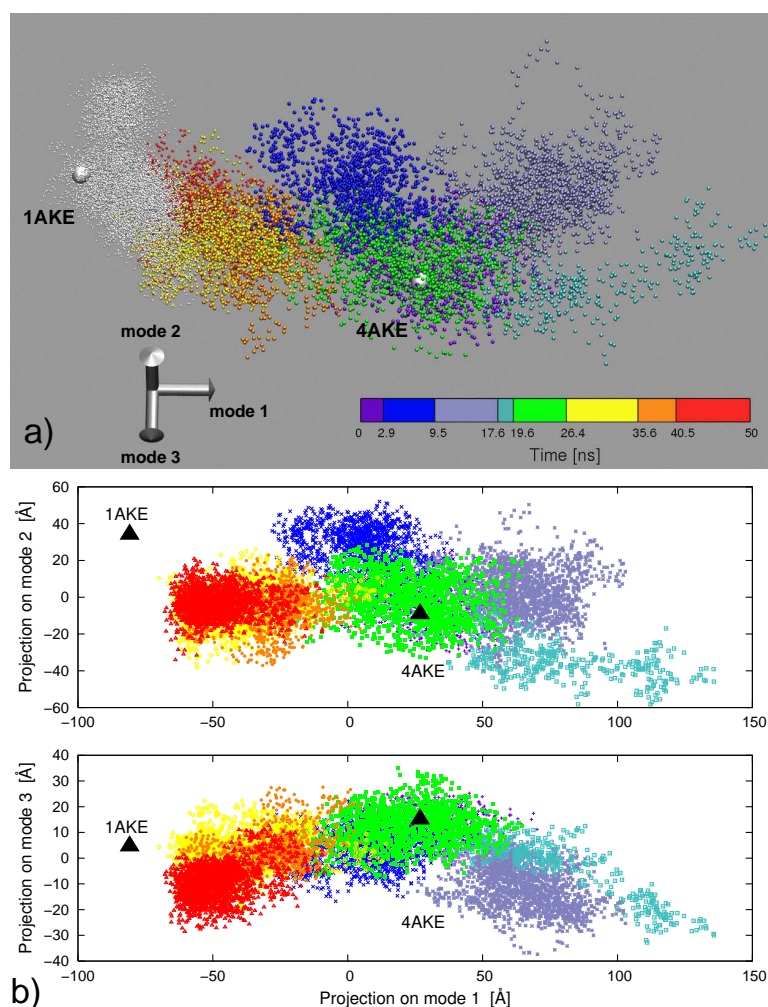 1AKE
4AKE
mode 2
mode 1
mode 3
a)
0 2.9 9.5 17.6 19.6 26.4 35.6 40.5 50
Time [ns]
60
40
20
0
−20
−40
−60
Projection on mode 2 [Å]
1AKE
4AKE
−100 −50 0 50 100 150
40
30
20
10
0
−10
−20
−30
−40
Projection on mode 3 [Å]
1AKE
4AKE
−100 −50 0 50 100 150
Projection on mode 1 [Å]
b)